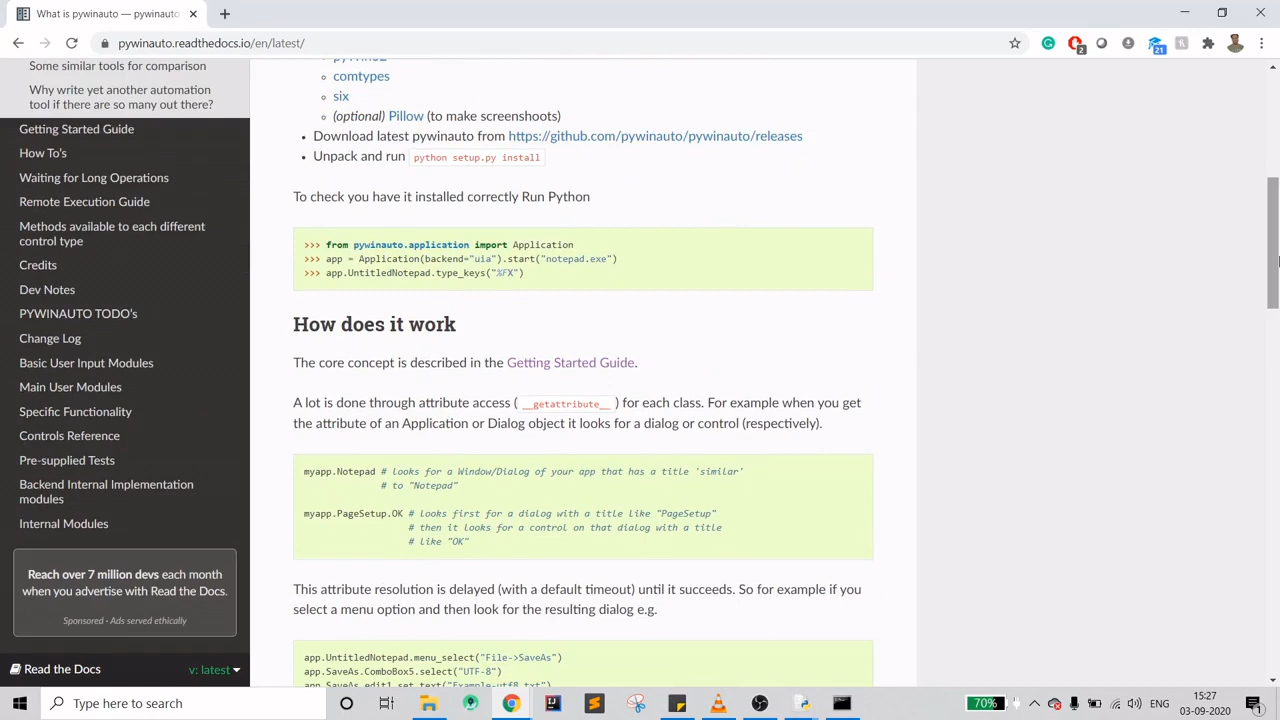 What is pywinauto — pywinauto
pywinauto.readthedocs.io/en/latest/
2
21
Some similar tools for comparison
Why write yet another automation
tool if there are so many out there?
Getting Started Guide
How To's
Waiting for Long Operations
Remote Execution Guide
Methods available to each different
control type
Credits
Dev Notes
PYWINAUTO TODO's
Change Log
Basic User Input Modules
Main User Modules
Specific Functionality
Controls Reference
Pre-supplied Tests
Backend Internal Implementation
modules
Internal Modules
Reach over 7 million devs each month
when you advertise with Read the Docs.
Sponsored · Ads served ethically
Read the Docs
v: latest
comtypes
six
(optional) Pillow (to make screenshoots)
Download latest pywinauto from https://github.com/pywinauto/pywinauto/releases
Unpack and run python setup.py install
To check you have it installed correctly Run Python
>>> from pywinauto.application import Application
>>> app = Application(backend="uia").start("notepad.exe")
>>> app.UntitledNotepad.type_keys("%FX")
How does it work
The core concept is described in the Getting Started Guide.
A lot is done through attribute access (__getattribute__) for each class. For example when you get
the attribute of an Application or Dialog object it looks for a dialog or control (respectively).
myapp.Notepad # looks for a Window/Dialog of your app that has a title 'similar'
# to "Notepad"
myapp.PageSetup.OK # looks first for a dialog with a title like "PageSetup"
# then it looks for a control on that dialog with a title
# like "OK"
This attribute resolution is delayed (with a default timeout) until it succeeds. So for example if you
select a menu option and then look for the resulting dialog e.g.
app.UntitledNotepad.menu_select("File->SaveAs")
app.SaveAs.ComboBox5.select("UTF-8")
app.SaveAs.edit1.set_text("Example-utf8.txt")
Type here to search
70%
ENG
15:27
03-09-2020
1